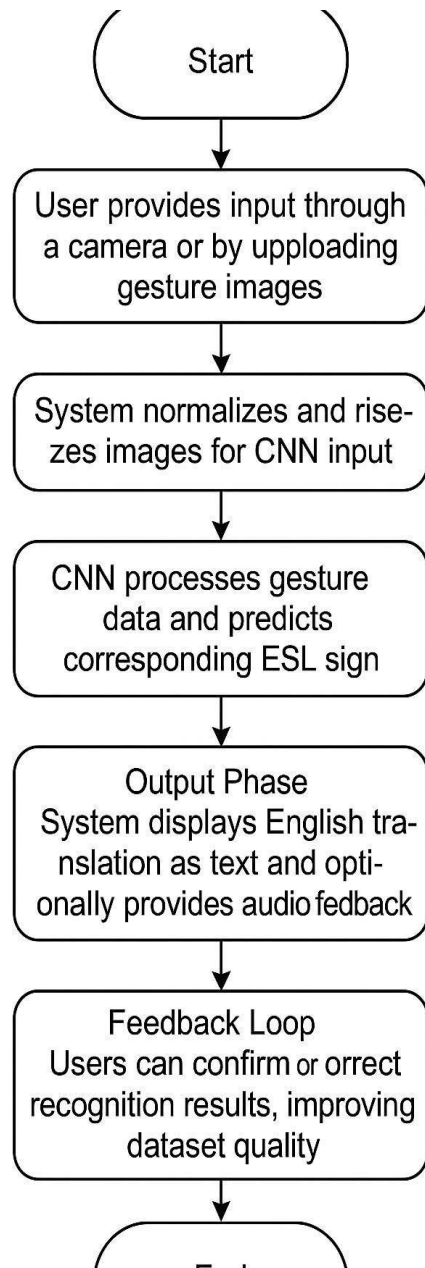 Start
User provides input through
a camera or by upploading
gesture images
System normalizes and rise-
zes images for CNN input
CNN processes gesture
data and predicts
corresponding ESL sign
Output Phase
System displays English tra-
nslation as text and opti-
onally provides audio fedback
Feedback Loop
Users can confirm or orrect
recognition results, improving
dataset quality
End